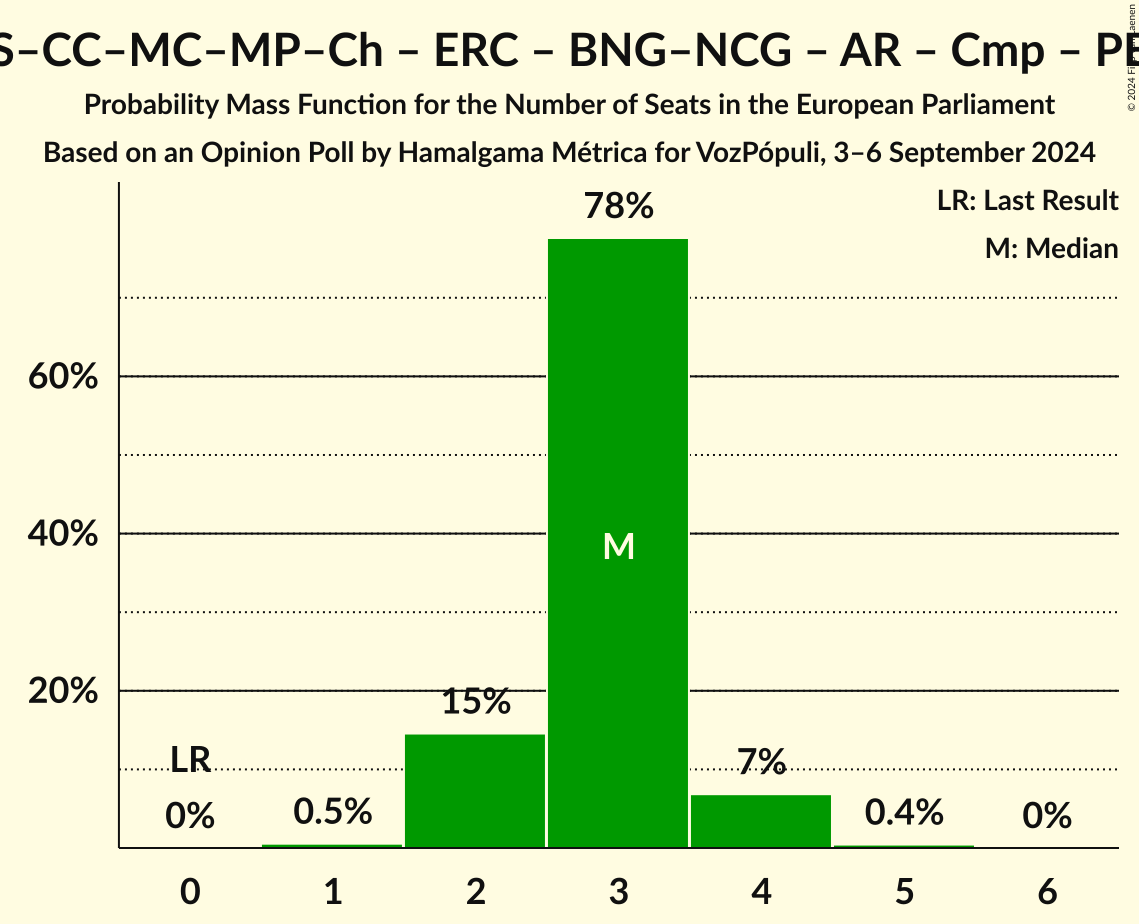 S–CC–MC–MP–Ch – ERC – BNG–NCG – AR – Cmp –
Probability Mass Function for the Number of Seats in the European Parliament
Based on an Opinion Poll by Hamalgama Métrica for VozPópuli, 3–6 September 2024
© 2024
LR: Last Result
M: Median
78%
60%
40%
M
20%
15%
LR
7%
0%
0.5%
0.4%
0%
0 1 2 3 4 5 6